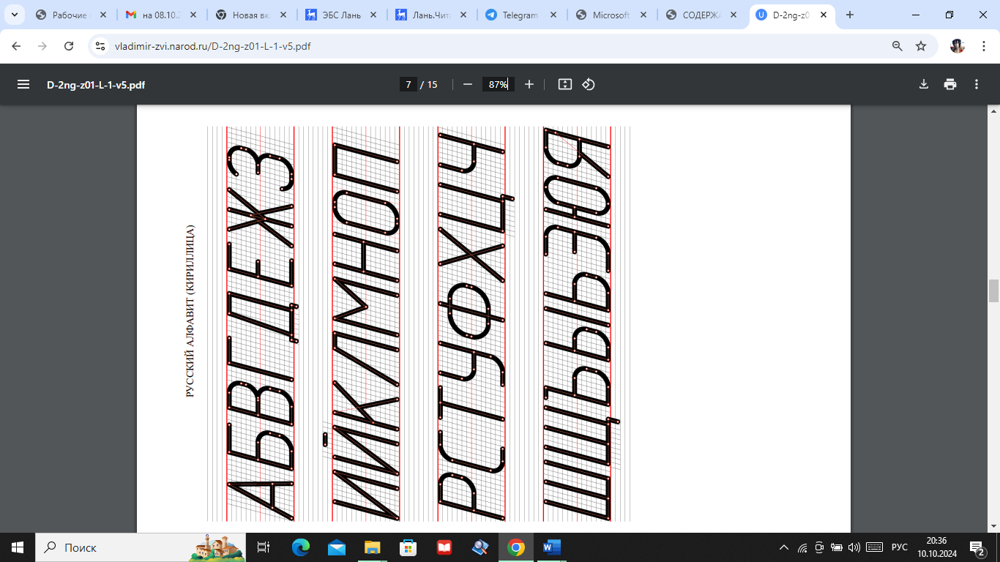 Рабочие
на 08.10.2
Новая вк
ЭБС Лань
Лань.Чит
Telegram
Microsoft
СОДЕРЖ
D-2ng-z0
vladimir-zvi.narod.ru/D-2ng-z01-L-1-v5.pdf
D-2ng-z01-L-1-v5.pdf
7 / 15
87%
РУССКИЙ АЛФАВИТ (КИРИЛЛИЦА)
АБВГДЕЖЗ
ИЙКЛМНОП
РСТУФХЦЧ
ШЩЪЫЬЭЮЯ
Поиск
РУС
20:36
10.10.2024
2